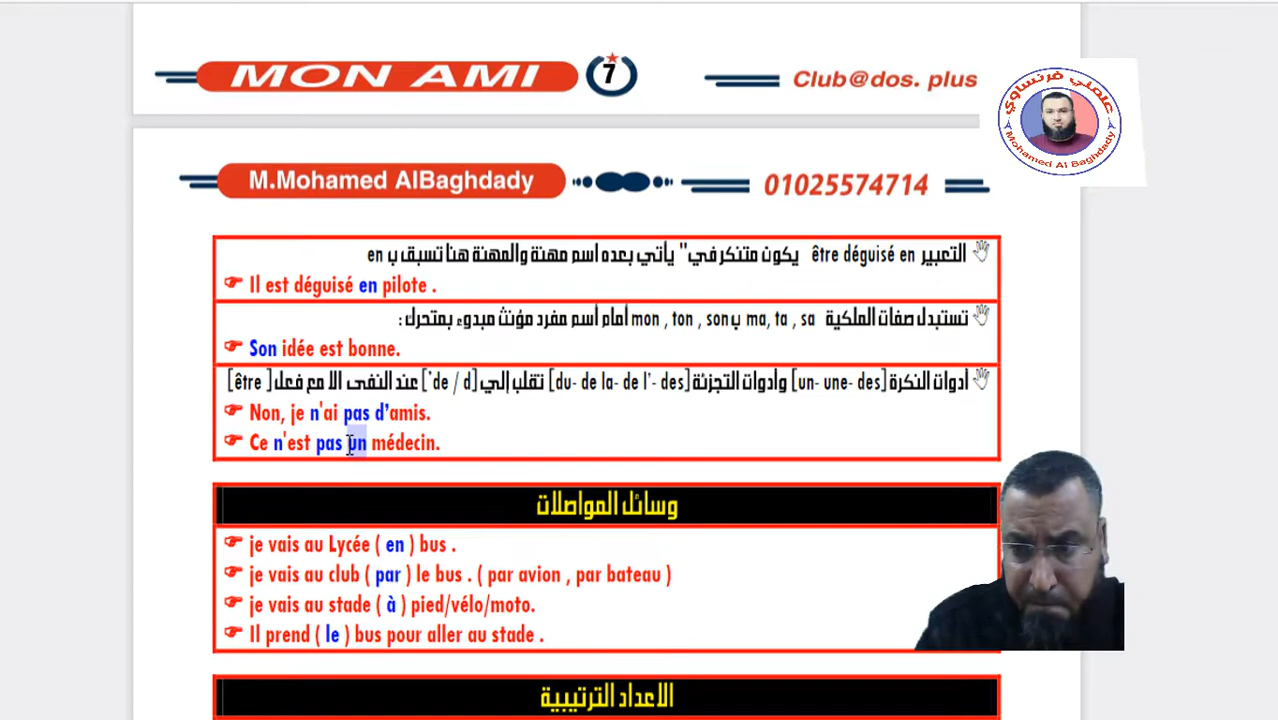 MON AMI 7 Club@dos. plus
علمني فرنساوي
Mohamed Al Baghdady
M.Mohamed AlBaghdady 01025574714
التعبير être déguisé en يكون متنكر في" يأتي بعده اسم مهنة والمهنة هنا تسبق ب en
Il est déguisé en pilote .
تستبدل صفات الملكية ma, ta , sa ب mon , ton , son أمام أسم مفرد مؤنث مبدوء بمتحرك :
Son idée est bonne.
أدوات النكرة [un- une- des] وأدوات التجزئة [du- de la- de l'- des] تقلب إلي [de / d'] عند النفى الا مع فعل [être ]
Non, je n'ai pas d’amis.
Ce n'est pas un médecin.
وسائل المواصلات
je vais au Lycée ( en ) bus .
je vais au club ( par ) le bus . ( par avion , par bateau )
je vais au stade ( à ) pied/vélo/moto.
Il prend ( le ) bus pour aller au stade .
الاعداد الترتيبية